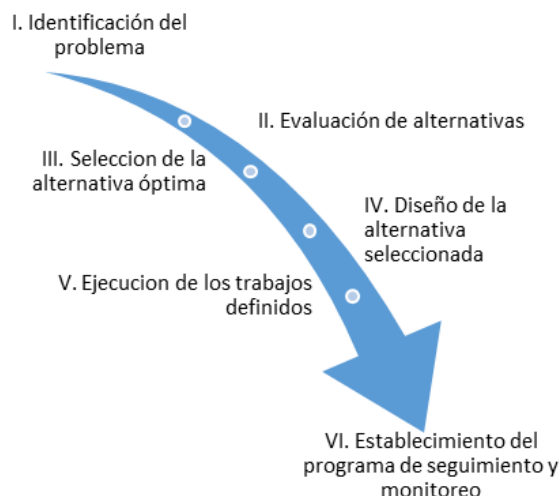 I. Identificación del
problema
II. Evaluación de alternativas
III. Seleccion de la
alternativa óptima
IV. Diseño de la
alternativa
seleccionada
V. Ejecucion de los trabajos
definidos
VI. Establecimiento del
programa de seguimiento y
monitoreo